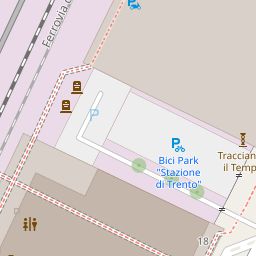 Ferrovia d
P
P
Bici Park
"Stazione
di Trento"
Traccian
il Temp
18